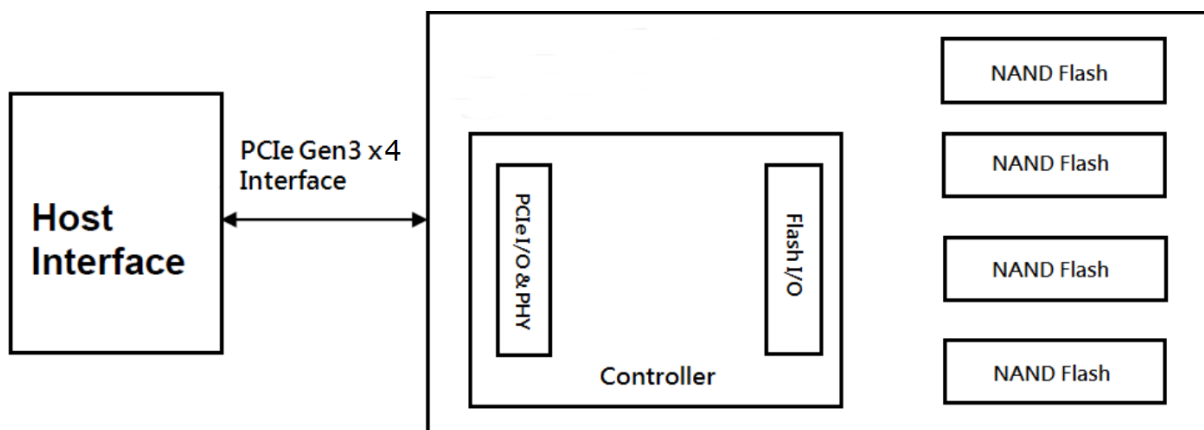 Host
Interface
PCIe Gen3 x4
Interface
PCIe I/O & PHY
Flash I/O
Controller
NAND Flash
NAND Flash
NAND Flash
NAND Flash